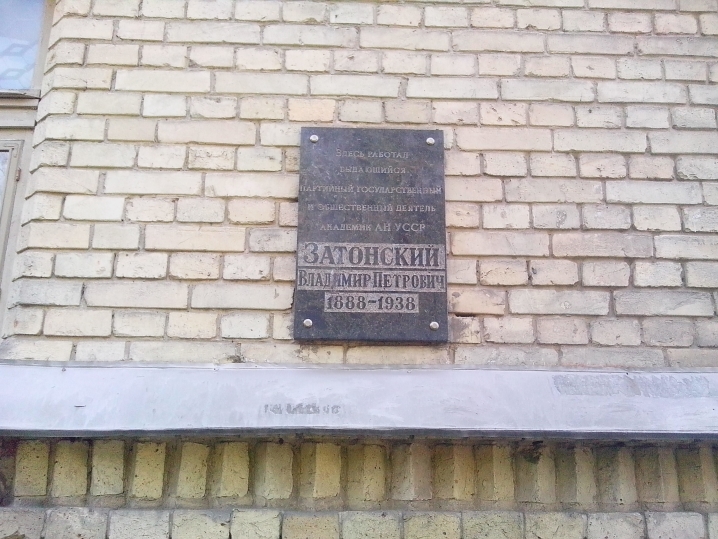 Здесь работал
выдающийся
партийный государственный
и общественный деятель
академик АН УССР
ЗАТОНСКИЙ
Владимир Петрович
1888-1938